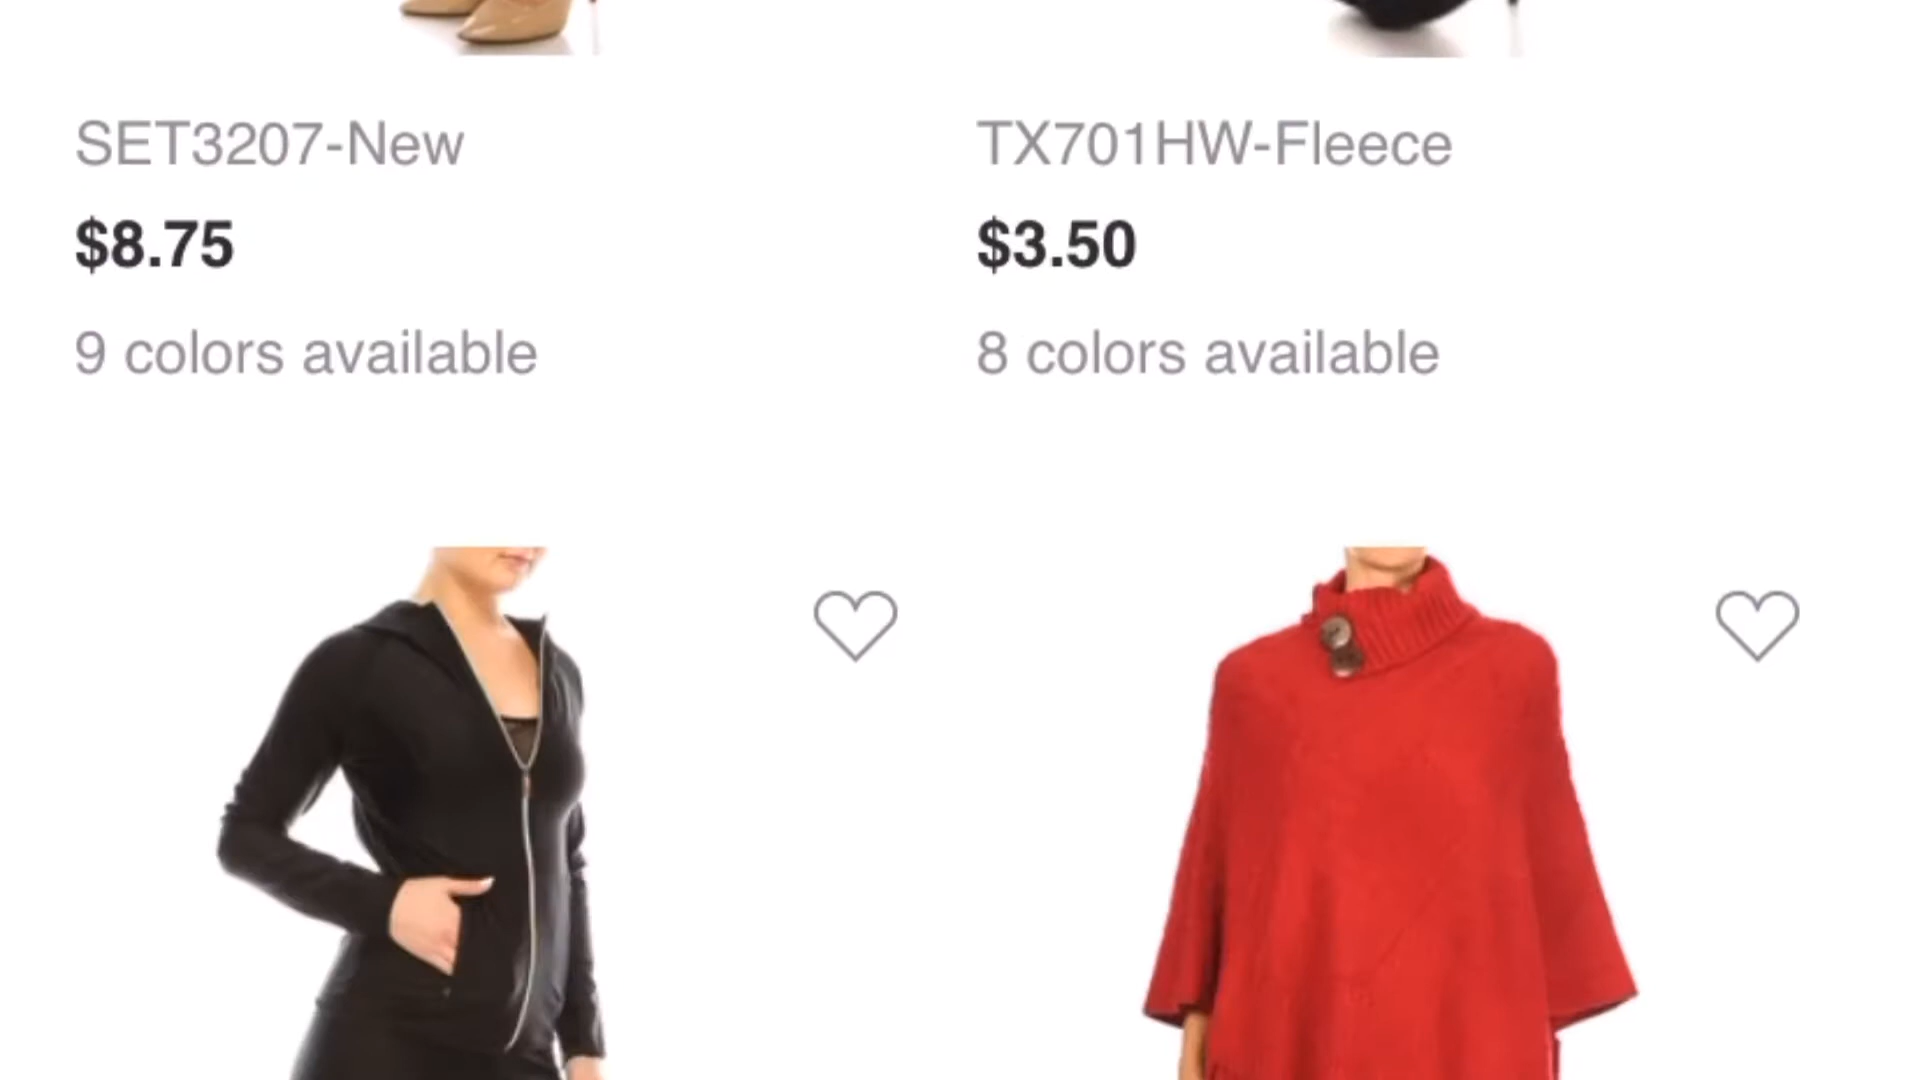 SET3207-New
$8.75
9 colors available
TX701HW-Fleece
$3.50
8 colors available